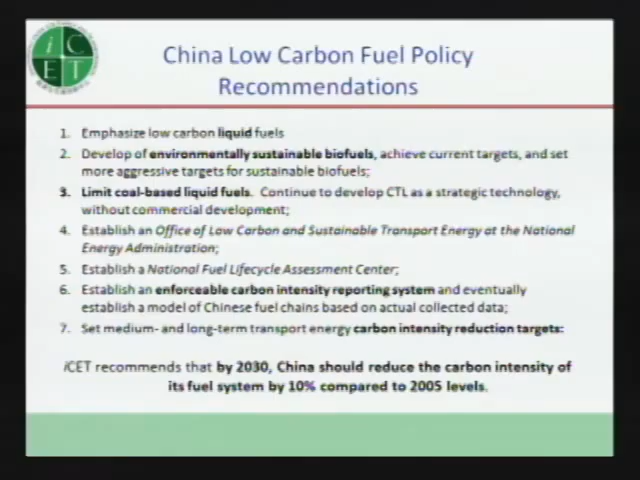 iCET
China Low Carbon Fuel Policy
Recommendations
1. Emphasize low carbon liquid fuels
2. Develop of environmentally sustainable biofuels, achieve current targets, and set
more aggressive targets for sustainable biofuels;
3. Limit coal-based liquid fuels. Continue to develop CTL as a strategic technology,
without commercial development;
4. Establish an Office of Low Carbon and Sustainable Transport Energy at the National
Energy Administration;
5. Establish a National Fuel Lifecycle Assessment Center;
6. Establish an enforceable carbon intensity reporting system and eventually
establish a model of Chinese fuel chains based on actual collected data;
7. Set medium- and long-term transport energy carbon intensity reduction targets:
iCET recommends that by 2030, China should reduce the carbon intensity of
its fuel system by 10% compared to 2005 levels.